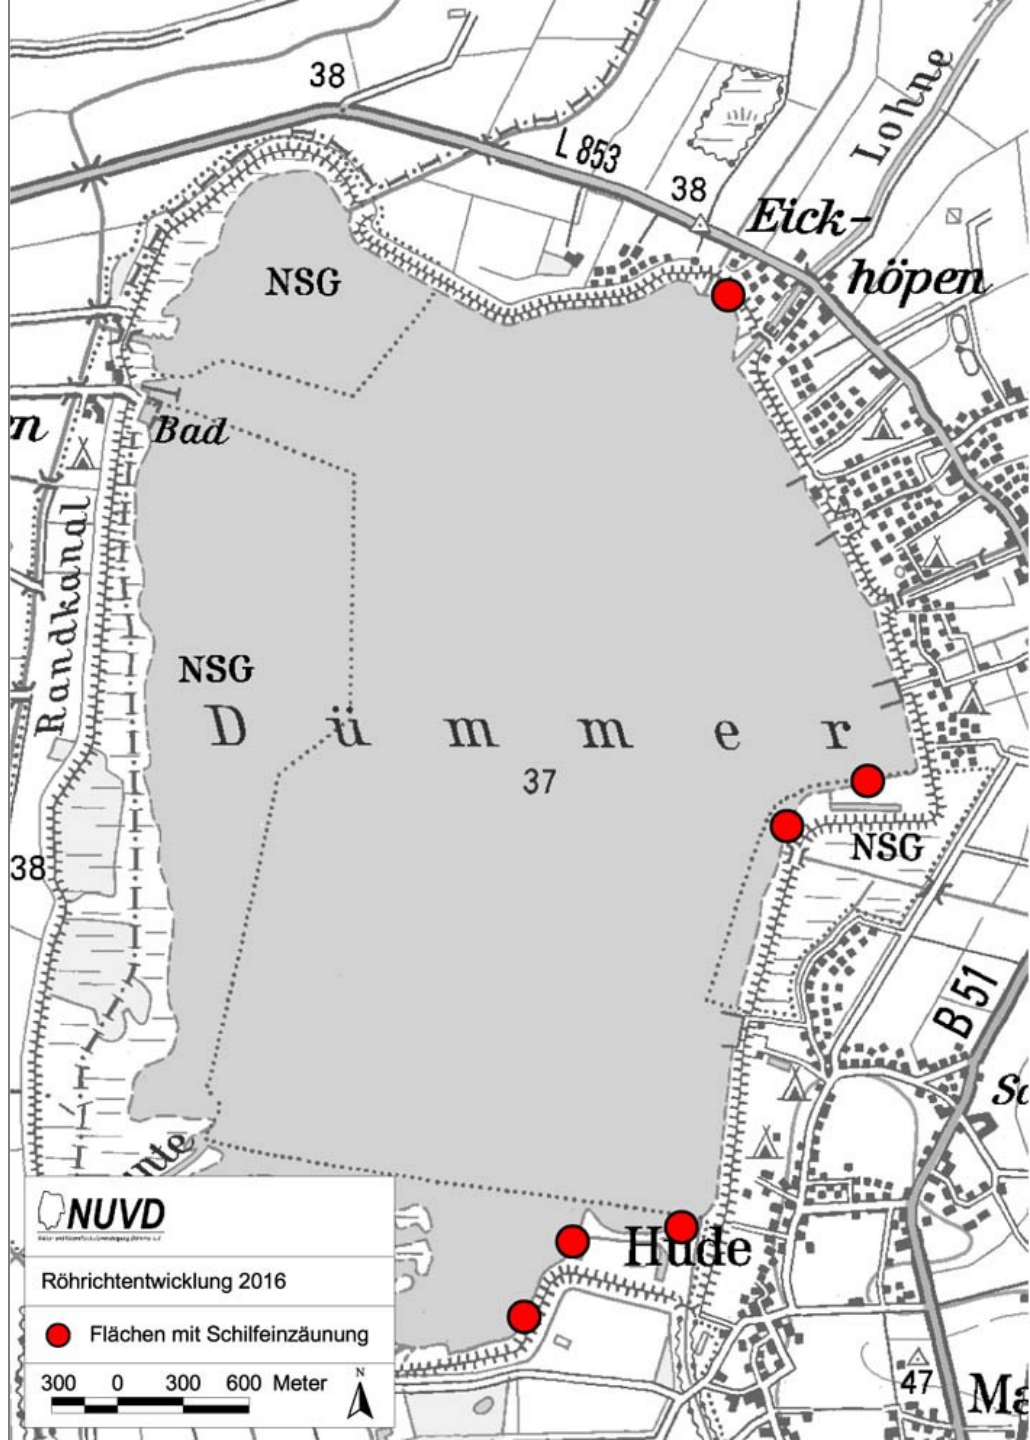 38
Lohne
L 853
38
Eick-
höpen
NSG
Bad
Randkanal
NSG
Dümmer
37
NSG
38
B 51
Hude
47
NUVD
Röhrichtentwicklung 2016
Flächen mit Schilfeinzäunung
300 0 300 600 Meter
N